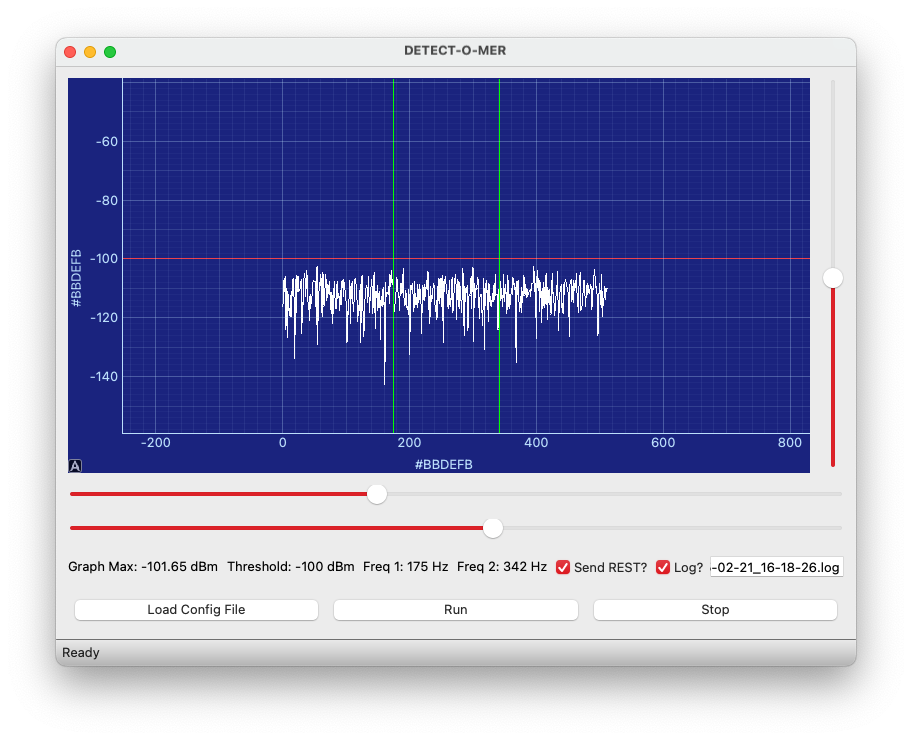 DETECT-O-MER
-60
-80
-100
-120
-140
#BBDEFB
-200 0 200 400 600 800
A #BBDEFB
Graph Max: -101.65 dBm Threshold: -100 dBm Freq 1: 175 Hz Freq 2: 342 Hz Send REST? Log? -02-21_16-18-26.log
Load Config File Run Stop
Ready